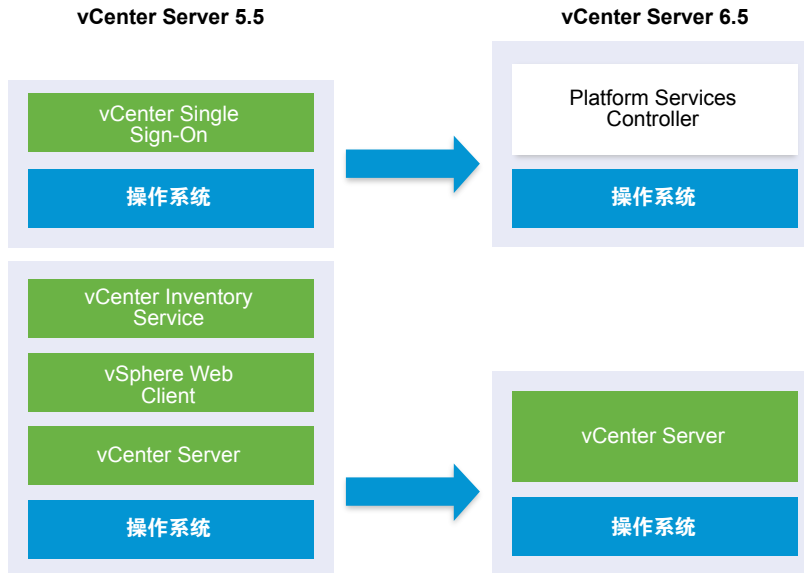 vCenter Server 5.5
vCenter Server 6.5
vCenter Single
Sign-On
操作系统
Platform Services
Controller
操作系统
vCenter Inventory
Service
vSphere Web
Client
vCenter Server
操作系统
vCenter Server
操作系统